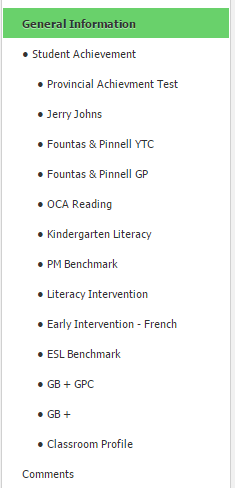 General Information
• Student Achievement
• Provincial Achievment Test
• Jerry Johns
• Fountas & Pinnell YTC
• Fountas & Pinnell GP
• OCA Reading
• Kindergarten Literacy
• PM Benchmark
• Literacy Intervention
• Early Intervention - French
• ESL Benchmark
• GB + GPC
• GB +
• Classroom Profile
Comments